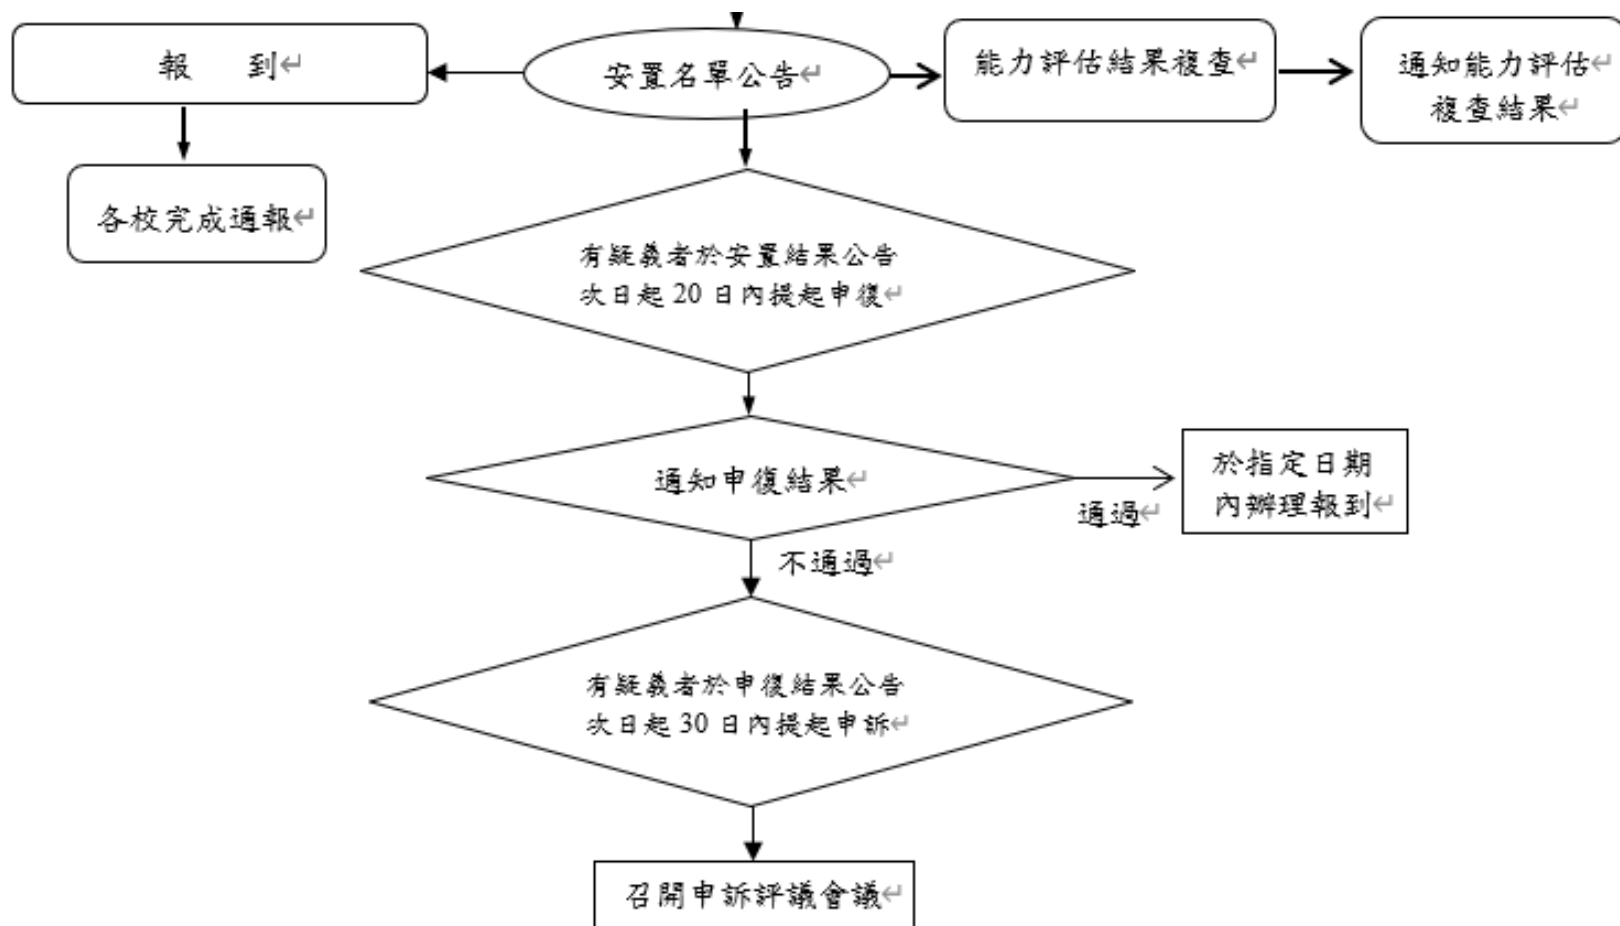 報 到
安置名單公告
能力評估結果複查
通知能力評估
複查結果
各校完成通報
有疑義者於安置結果公告
次日起 20 日內提起申復
通知申復結果
通過
於指定日期
內辦理報到
不通過
有疑義者於申復結果公告
次日起 30 日內提起申訴
召開申訴評議會議